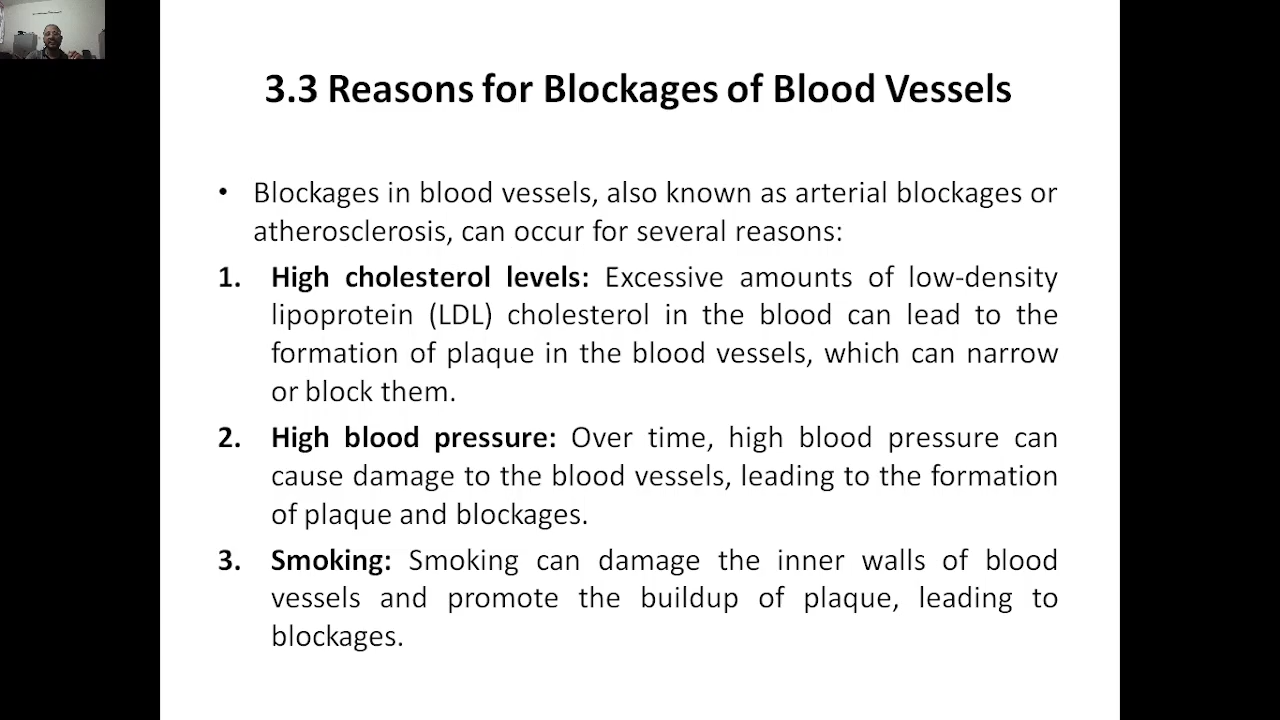 3.3 Reasons for Blockages of Blood Vessels
• Blockages in blood vessels, also known as arterial blockages or
atherosclerosis, can occur for several reasons:
1. High cholesterol levels: Excessive amounts of low-density
lipoprotein (LDL) cholesterol in the blood can lead to the
formation of plaque in the blood vessels, which can narrow
or block them.
2. High blood pressure: Over time, high blood pressure can
cause damage to the blood vessels, leading to the formation
of plaque and blockages.
3. Smoking: Smoking can damage the inner walls of blood
vessels and promote the buildup of plaque, leading to
blockages.